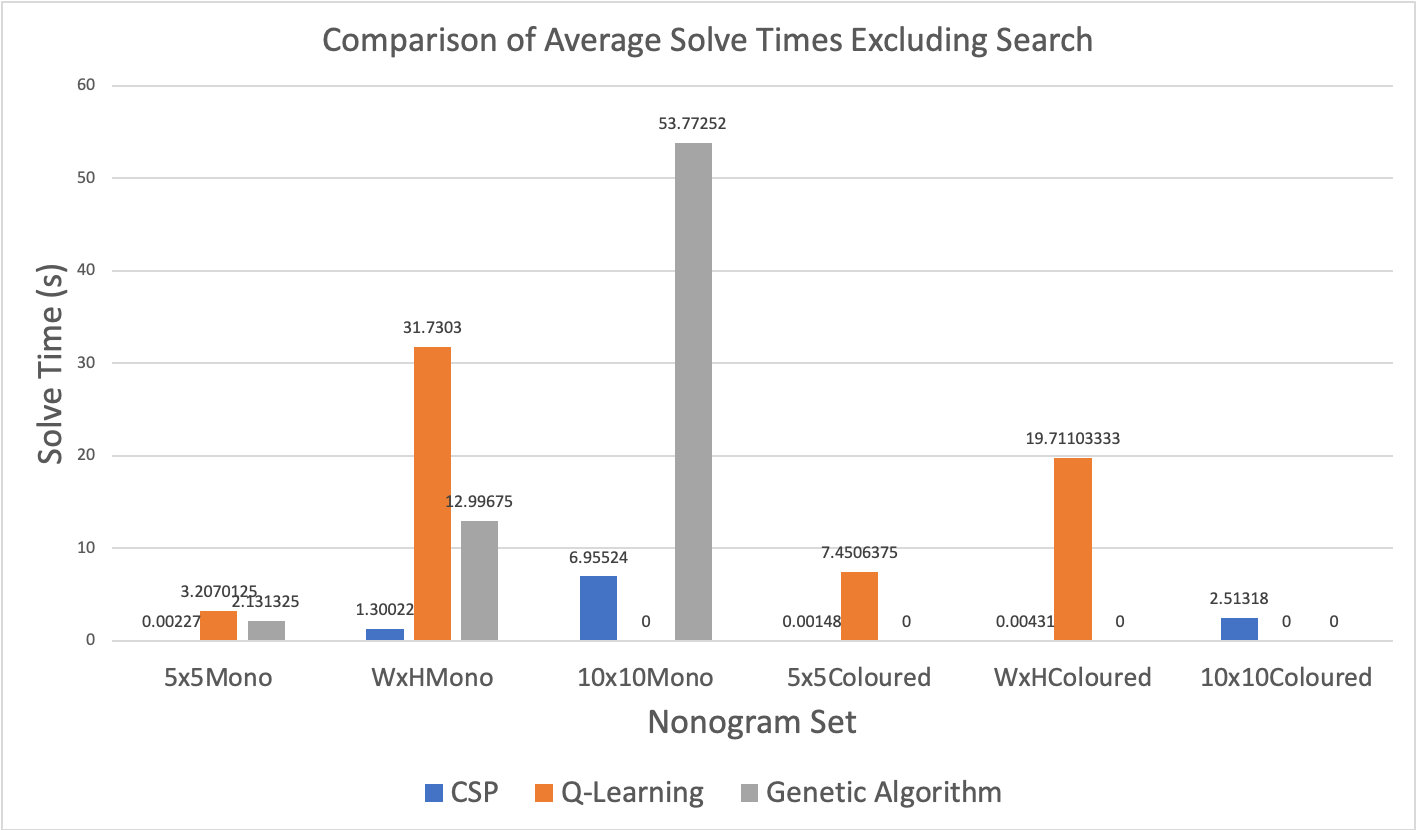 Comparison of Average Solve Times Excluding Search
Solve Time (s)
60
50
40
30
20
10
0
0.00227
3.2070125
2.131325
1.30022
31.7303
12.99675
6.95524
0
53.77252
0.00148
7.4506375
0
0.00431
19.71103333
0
2.51318
0
0
5x5Mono
WxHMono
10x10Mono
5x5Coloured
WxHColoured
10x10Coloured
Nonogram Set
CSP
Q-Learning
Genetic Algorithm